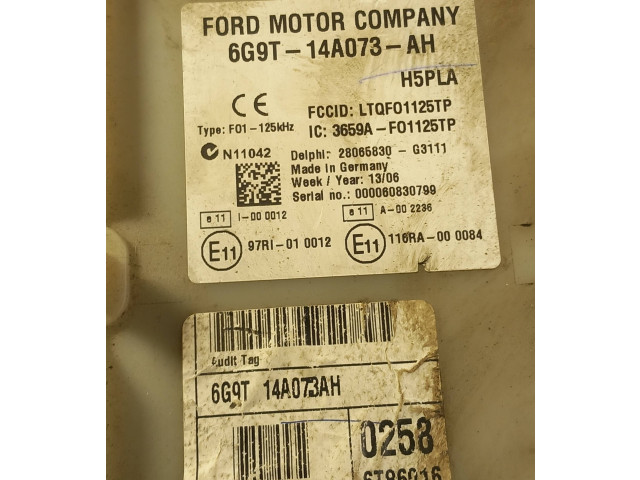 FORD MOTOR COMPANY
6G9T-14A073-AH
H5PLA
CE
FCCID: LTQF01125TP
Type: F01-125kHz
IC: 3659A-F01125TP
N11042
Delphi: 28065830 - G3111
Made in Germany
Week / Year: 13/06
Serial no.: 000060830799
e 11 I-00 0012
e 11 A-00 2236
E11 97RI-01 0012
E11 116RA-00 0084
Audit Tag
6G9T 14A073AH
0258